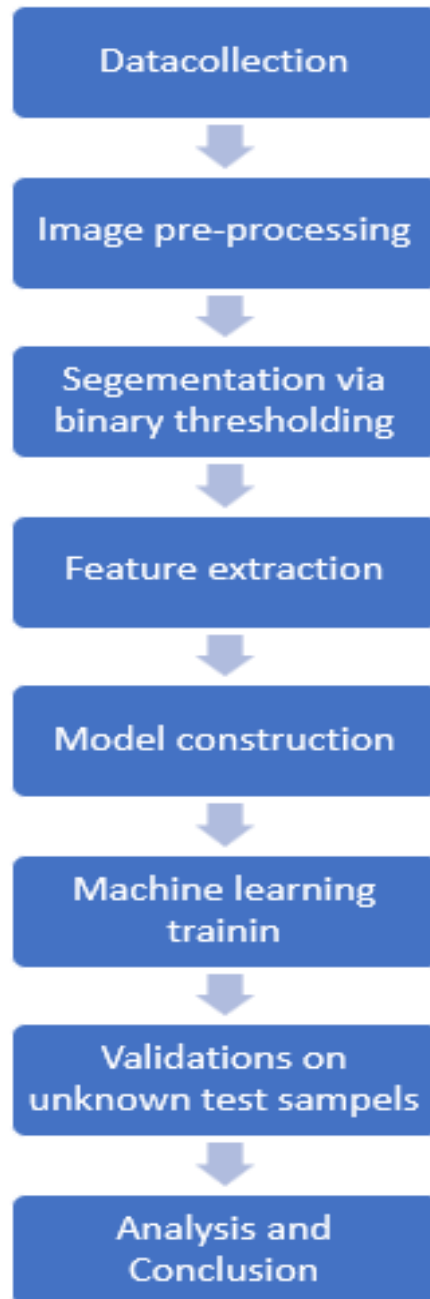 Datacollection
Image pre-processing
Segementation via
binary thresholding
Feature extraction
Model construction
Machine learning
trainin
Validations on
unknown test sampels
Analysis and
Conclusion